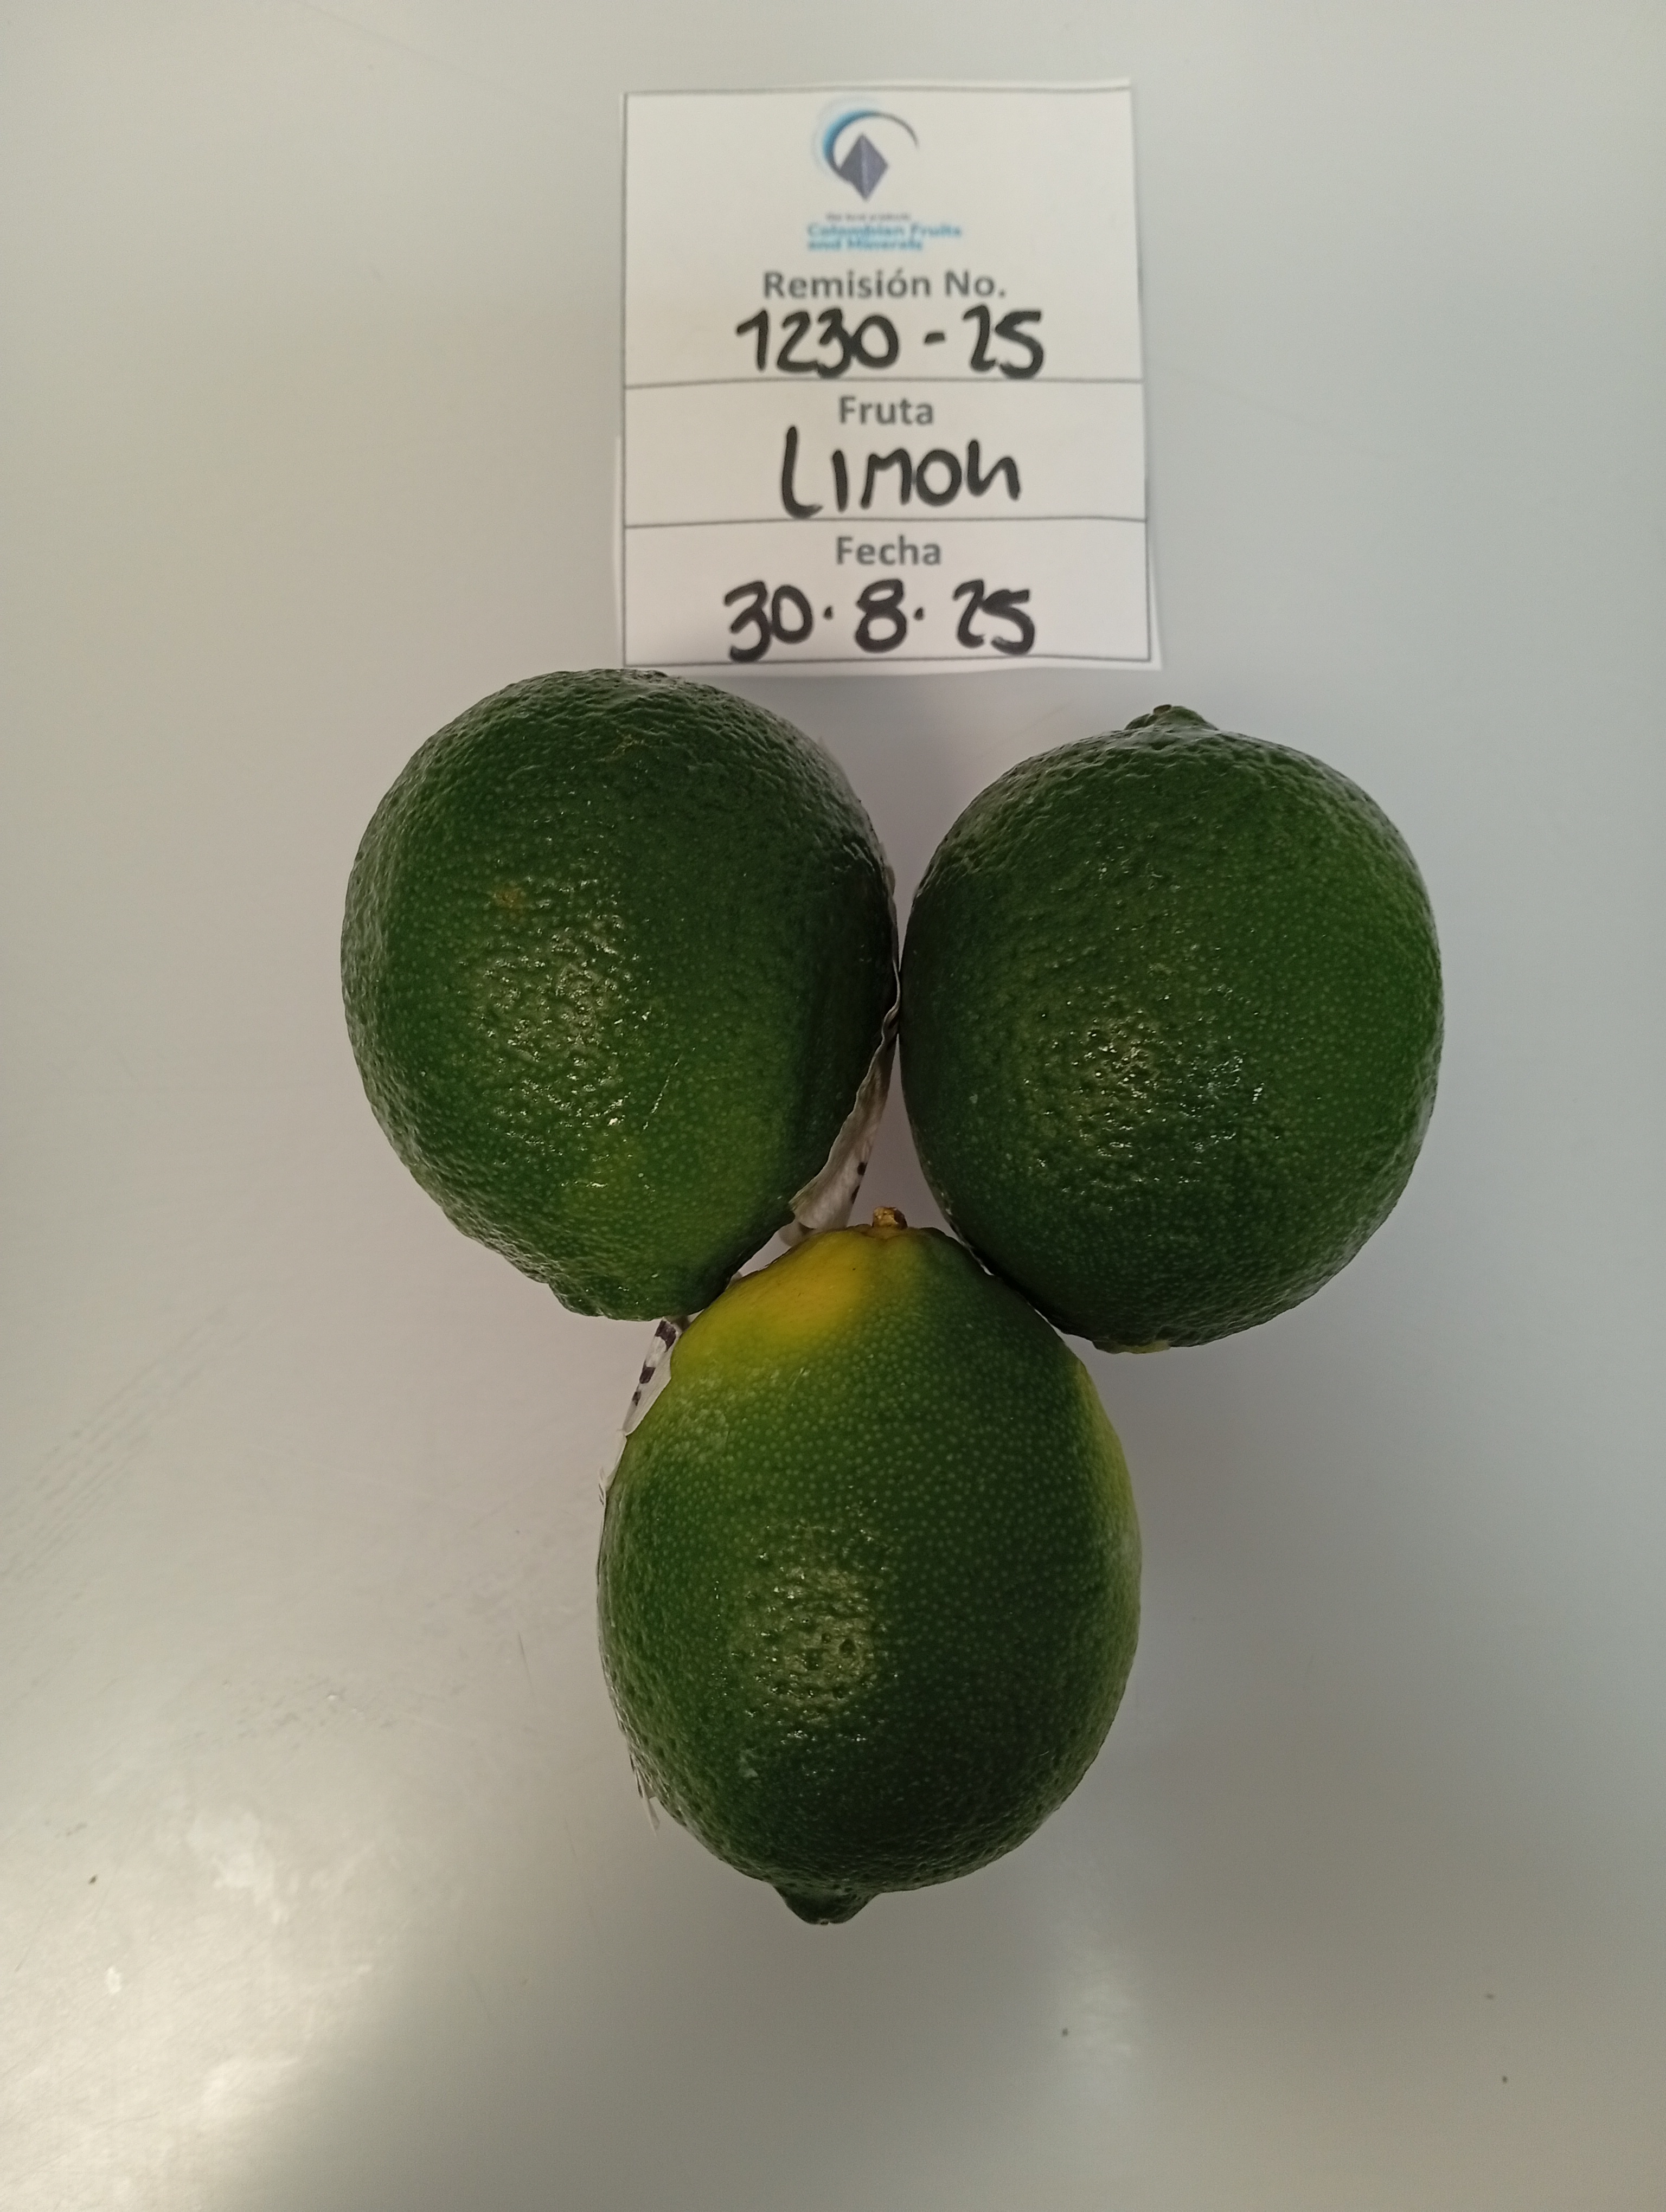 Colombian Fruits
and Minerals
Remisión No.
1230-25
Fruta
Limon
Fecha
30.8.25